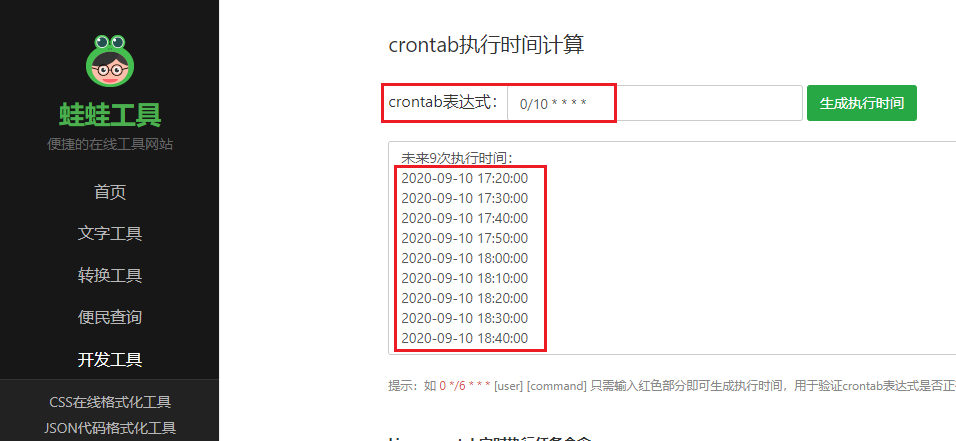 蛙蛙工具
便捷的在线工具网站
首页
文字工具
转换工具
便民查询
开发工具
CSS在线格式化工具
JSON代码格式化工具
crontab执行时间计算
crontab表达式： 0/10 * * * * 生成执行时间
未来9次执行时间：
2020-09-10 17:20:00
2020-09-10 17:30:00
2020-09-10 17:40:00
2020-09-10 17:50:00
2020-09-10 18:00:00
2020-09-10 18:10:00
2020-09-10 18:20:00
2020-09-10 18:30:00
2020-09-10 18:40:00
提示：如 0 */6 * * * [user] [command] 只需输入红色部分即可生成执行时间，用于验证crontab表达式是否正